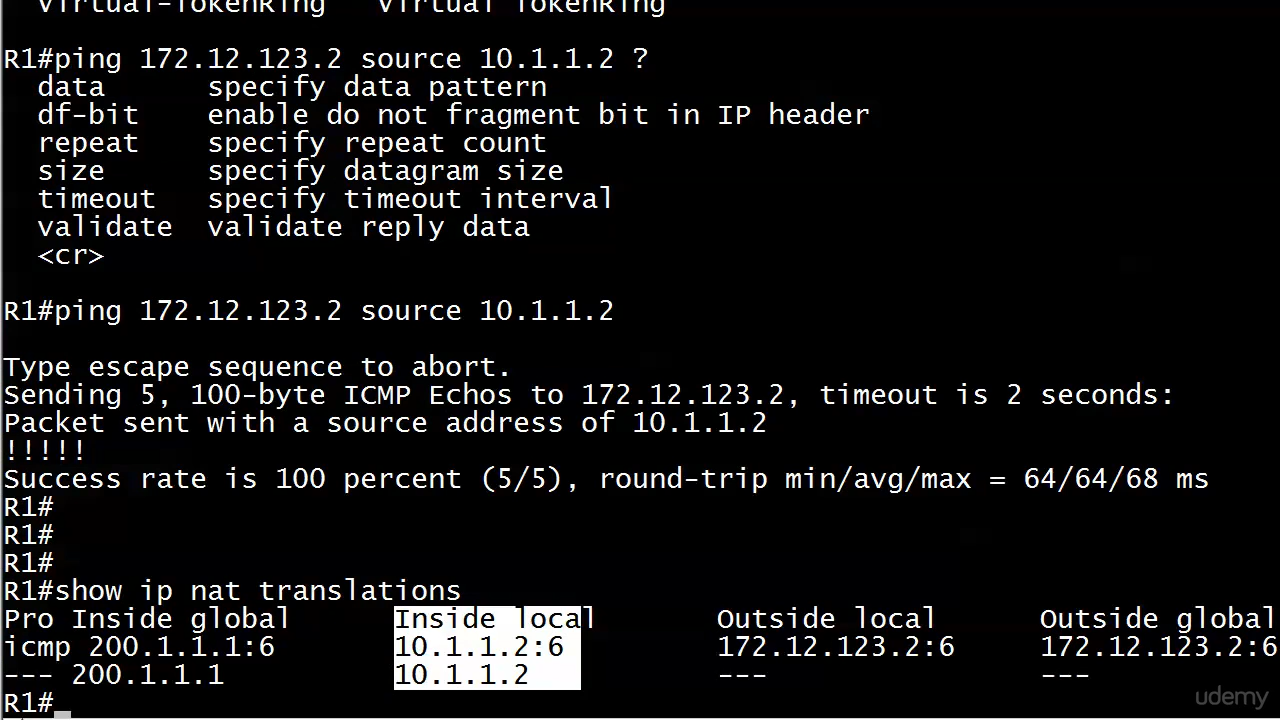 Virtual-TokenRing   Virtual TokenRing
R1#ping 172.12.123.2 source 10.1.1.2 ?
  data      specify data pattern
  df-bit    enable do not fragment bit in IP header
  repeat    specify repeat count
  size      specify datagram size
  timeout   specify timeout interval
  validate  validate reply data
  <cr>
R1#ping 172.12.123.2 source 10.1.1.2
Type escape sequence to abort.
Sending 5, 100-byte ICMP Echos to 172.12.123.2, timeout is 2 seconds:
Packet sent with a source address of 10.1.1.2
!!!!!
Success rate is 100 percent (5/5), round-trip min/avg/max = 64/64/68 ms
R1#
R1#
R1#
R1#show ip nat translations
Pro Inside global      Inside local       Outside local      Outside global
icmp 200.1.1.1:6       10.1.1.2:6         172.12.123.2:6     172.12.123.2:6
--- 200.1.1.1          10.1.1.2           ---                ---
R1#
udemy